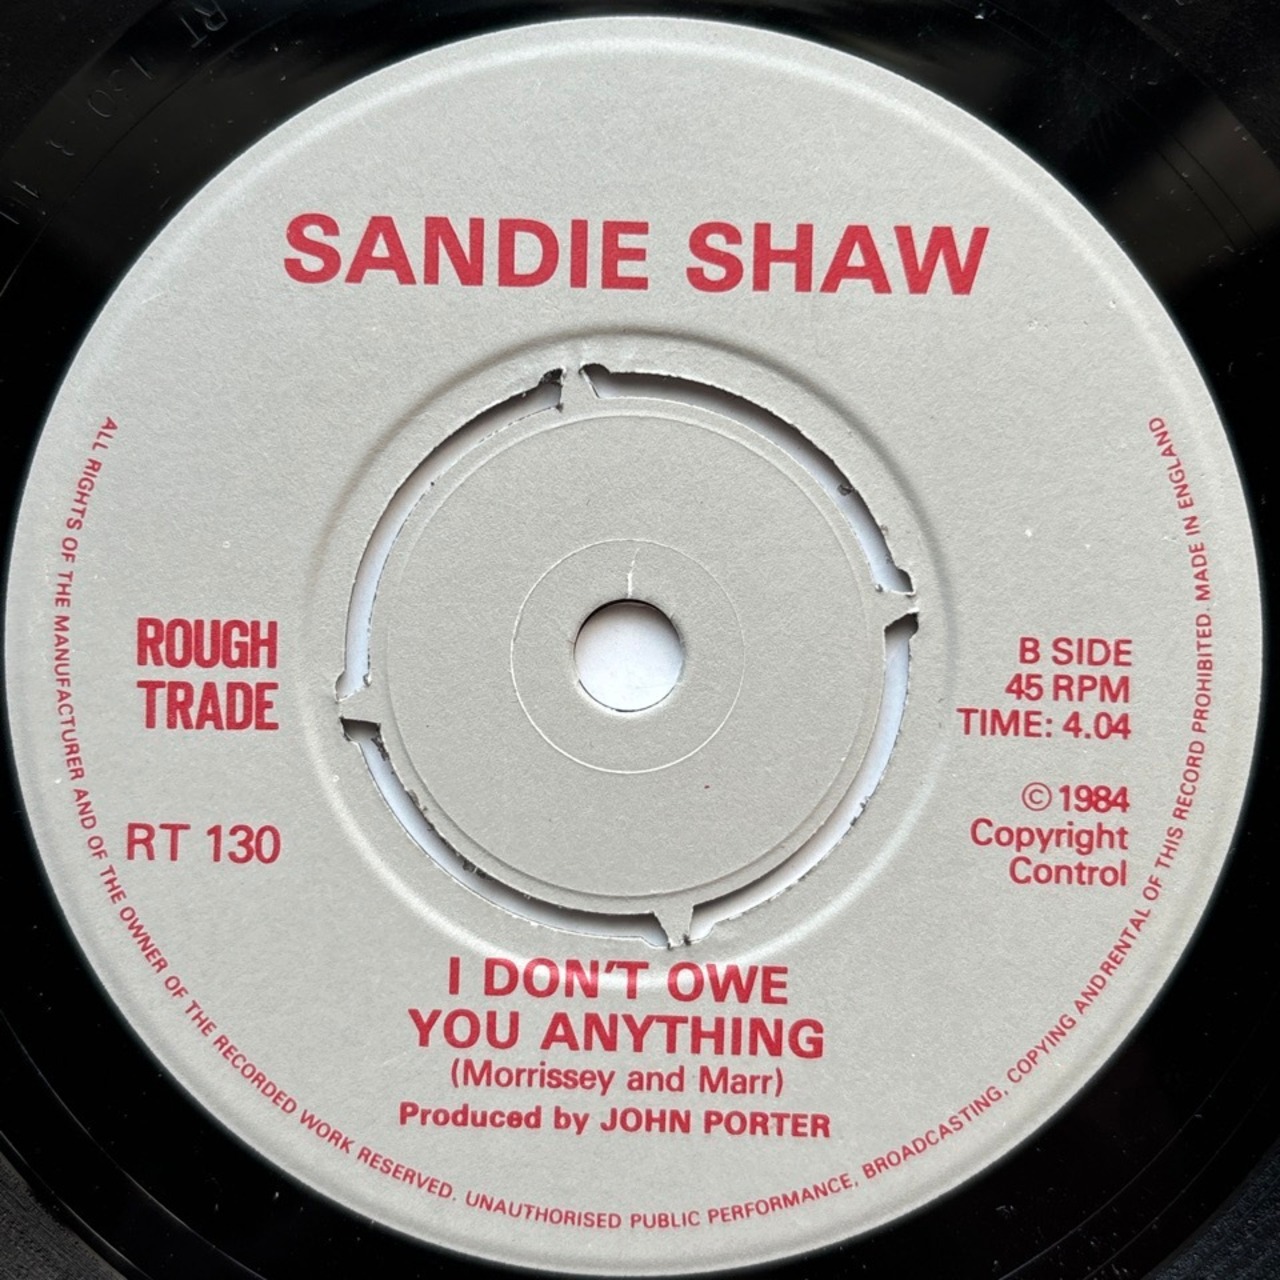 SANDIE SHAW
ROUGH
TRADE
RT 130
B SIDE
45 RPM
TIME: 4.04
© 1984
Copyright
Control
I DON'T OWE
YOU ANYTHING
(Morrissey and Marr)
Produced by JOHN PORTER
ALL RIGHTS OF THE MANUFACTURER AND OF THE OWNER OF THE RECORDED WORK RESERVED. UNAUTHORISED PUBLIC PERFORMANCE, BROADCASTING, COPYING AND RENTAL OF THIS RECORD PROHIBITED. MADE IN ENGLAND